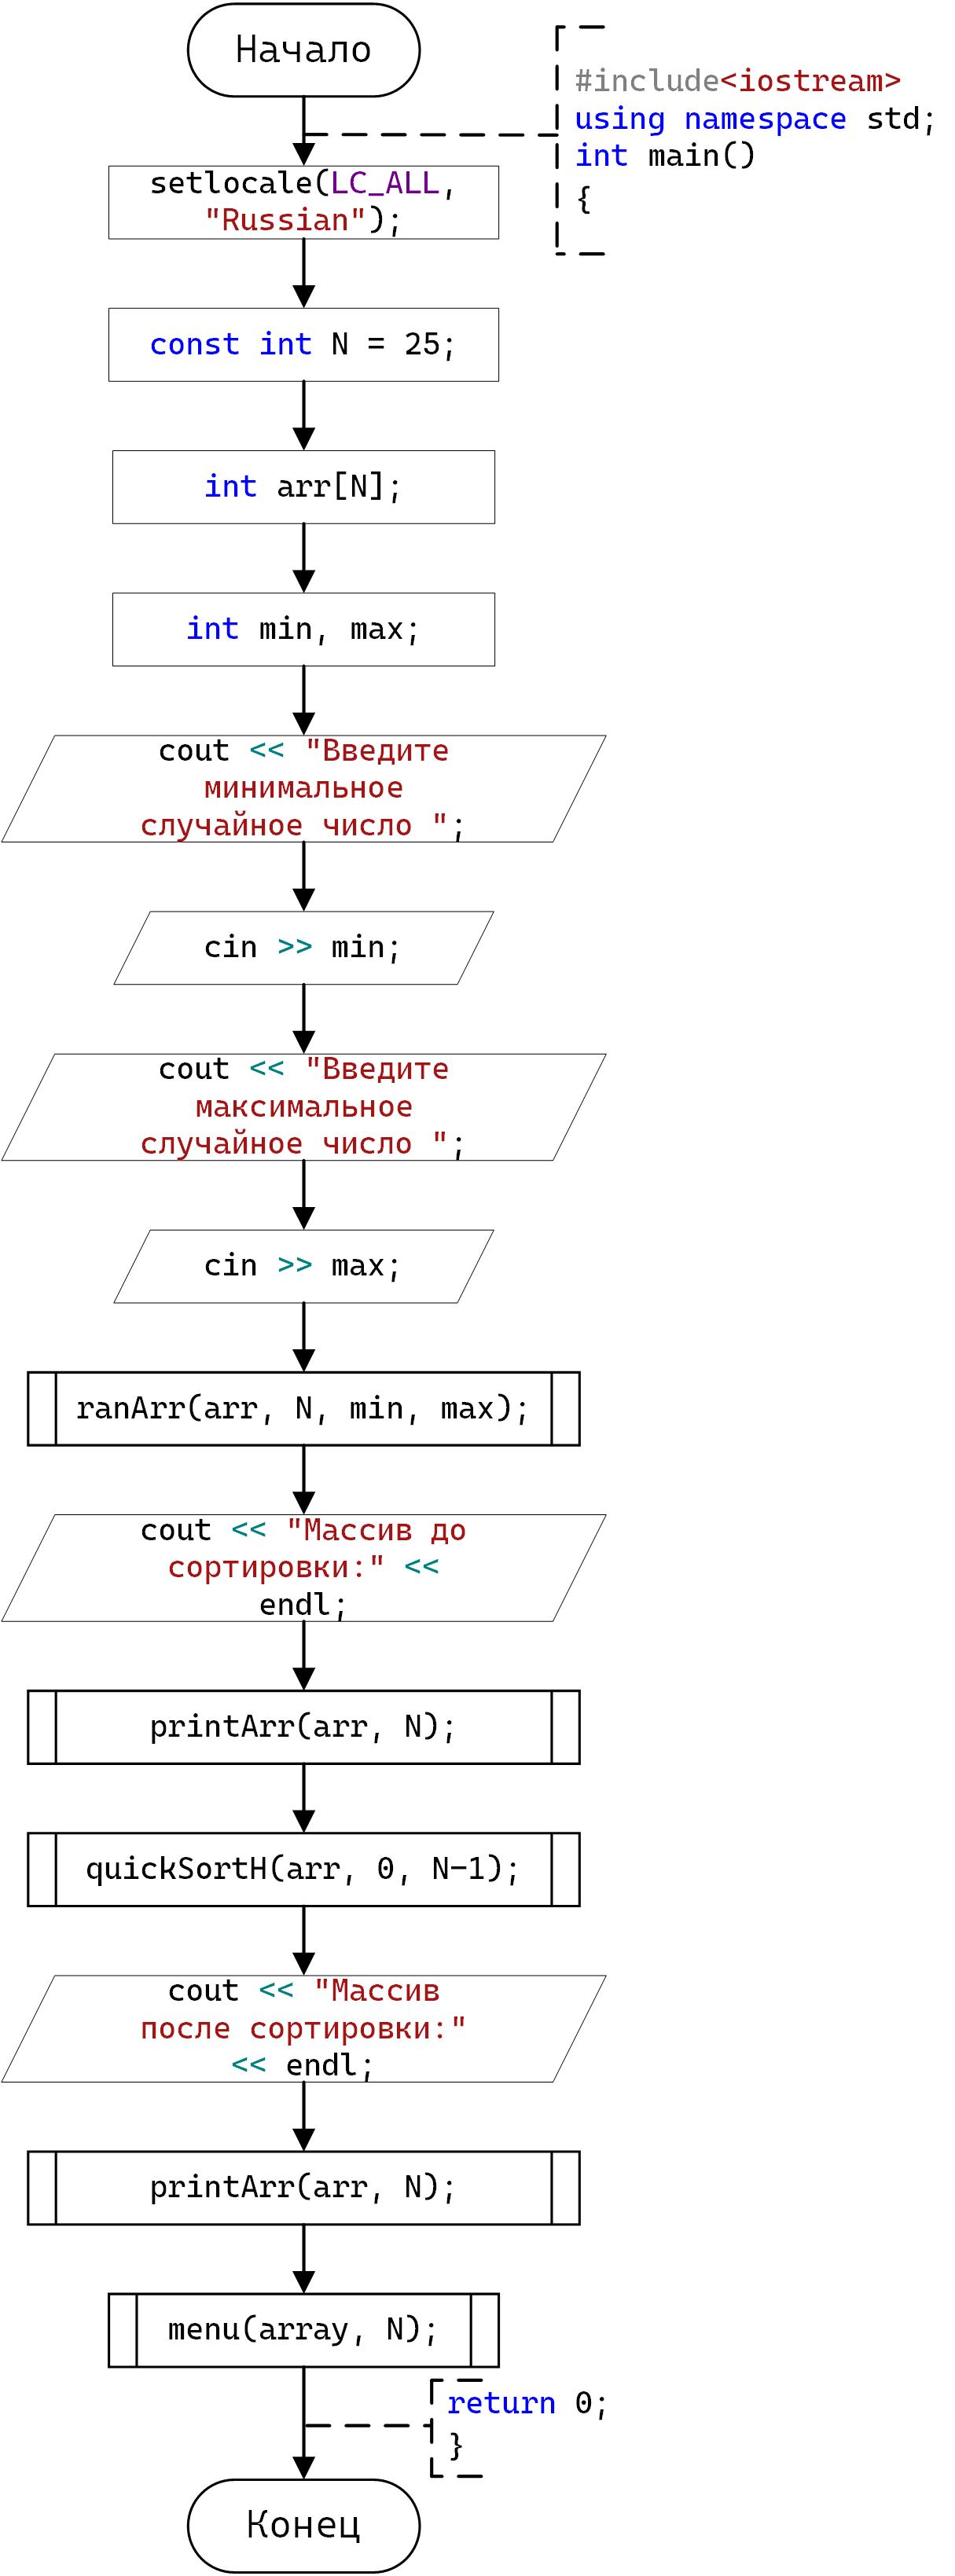 Начало
#include<iostream>
using namespace std;
int main()
{
setlocale(LC_ALL,
"Russian");
const int N = 25;
int arr[N];
int min, max;
cout << "Введите
минимальное
случайное число ";
cin >> min;
cout << "Введите
максимальное
случайное число ";
cin >> max;
ranArr(arr, N, min, max);
cout << "Массив до
сортировки:" <<
endl;
printArr(arr, N);
quickSortH(arr, 0, N-1);
cout << "Массив
после сортировки:"
<< endl;
printArr(arr, N);
menu(array, N);
return 0;
}
Конец